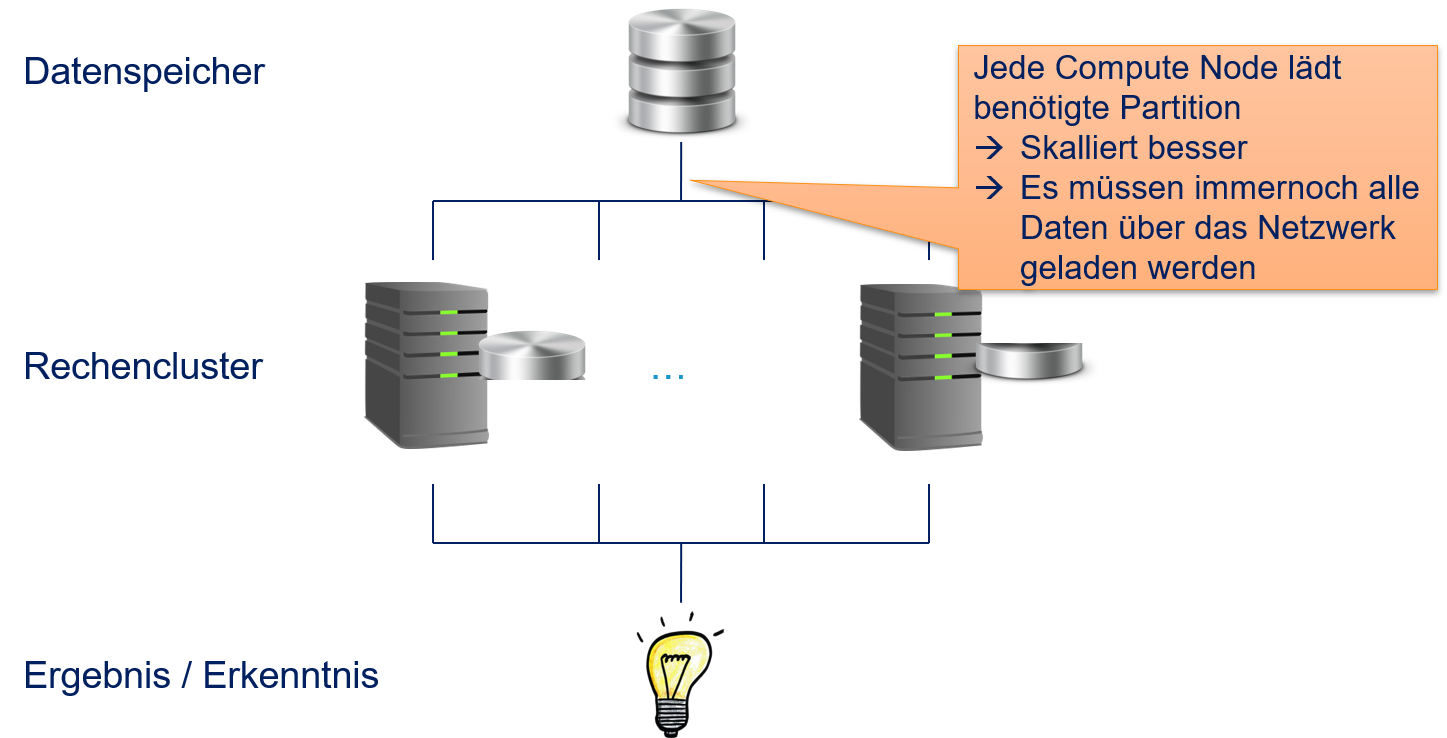 Datenspeicher
Jede Compute Node lädt
benötigte Partition
→ Skalliert besser
→ Es müssen immernoch alle
Daten über das Netzwerk
geladen werden
Rechencluster
...
Ergebnis / Erkenntnis